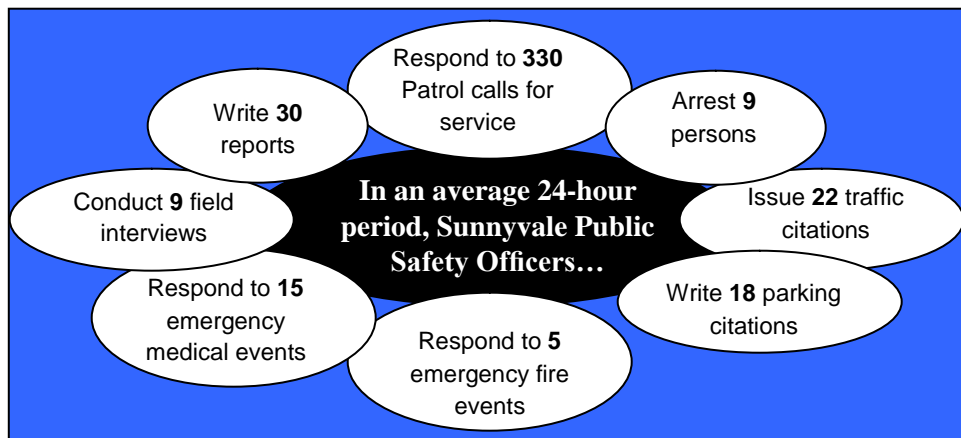 In an average 24-hour
period, Sunnyvale Public
Safety Officers…
Respond to 330
Patrol calls for
service
Arrest 9
persons
Issue 22 traffic
citations
Write 18 parking
citations
Respond to 5
emergency fire
events
Respond to 15
emergency
medical events
Conduct 9 field
interviews
Write 30
reports